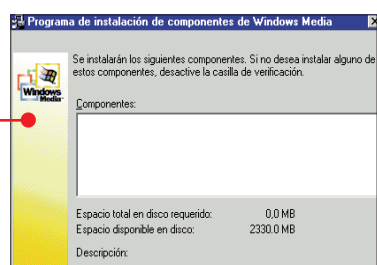 Programa de instalación de componentes de Windows Media
Se instalarán los siguientes componentes. Si no desea instalar alguno de
estos componentes, desactive la casilla de verificación.
Windows
Media
Componentes:
Espacio total en disco requerido: 0,0 MB
Espacio disponible en disco: 2330.0 MB
Descripción: